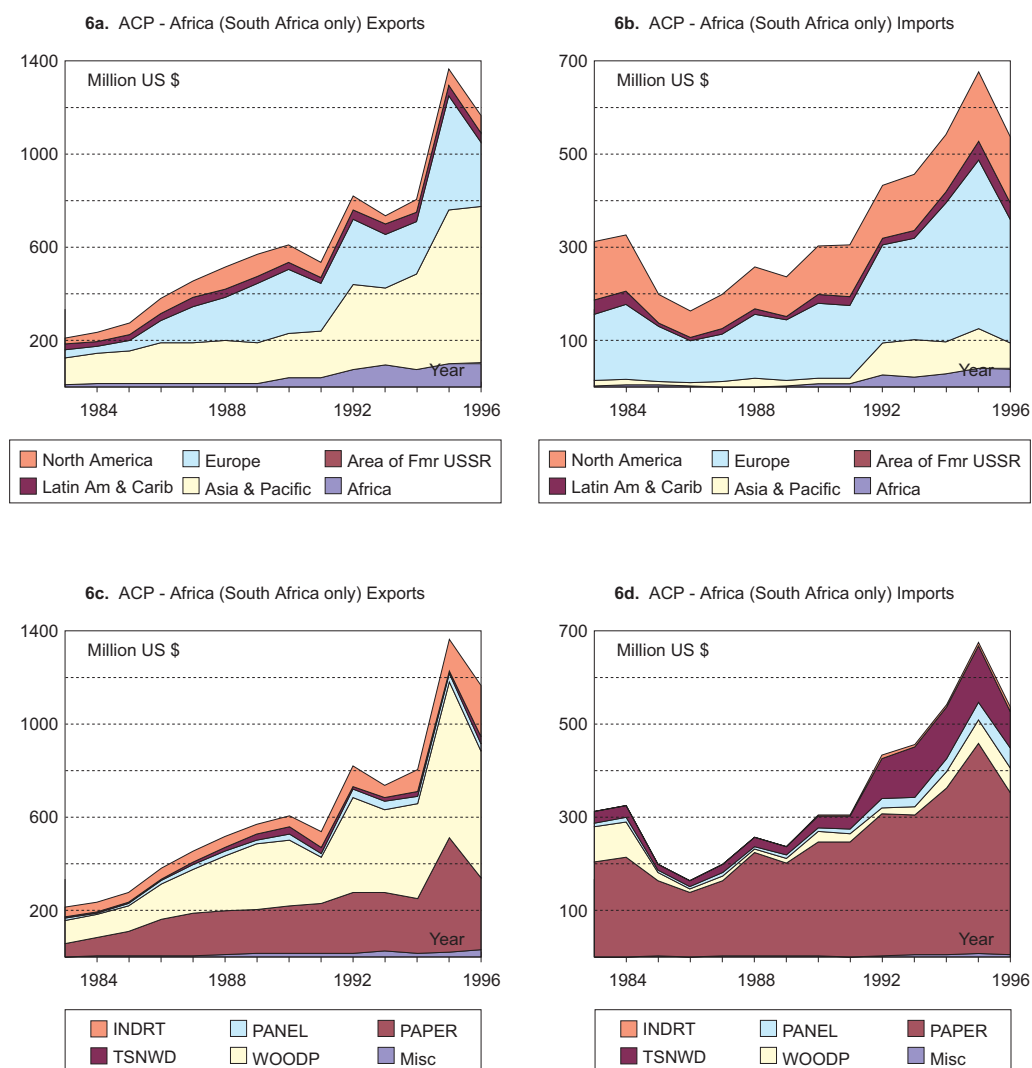 6a. ACP - Africa (South Africa only) Exports
1400
Million US $
1000
600
200
Year
1984 1988 1992 1996
North America Europe Area of Fmr USSR
Latin Am & Carib Asia & Pacific Africa
6b. ACP - Africa (South Africa only) Imports
700
Million US $
500
300
100
Year
1984 1988 1992 1996
North America Europe Area of Fmr USSR
Latin Am & Carib Asia & Pacific Africa
6c. ACP - Africa (South Africa only) Exports
1400
Million US $
1000
600
200
Year
1984 1988 1992 1996
INDRT PANEL PAPER
TSNWD WOODP Misc
6d. ACP - Africa (South Africa only) Imports
700
Million US $
500
300
100
Year
1984 1988 1992 1996
INDRT PANEL PAPER
TSNWD WOODP Misc